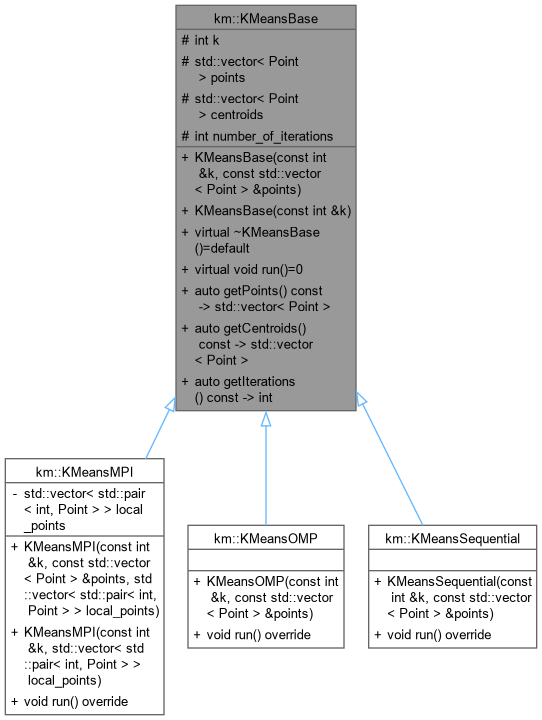 km::KMeansBase
# int k
# std::vector< Point
> points
# std::vector< Point
> centroids
# int number_of_iterations
+ KMeansBase(const int
&k, const std::vector
< Point > &points)
+ KMeansBase(const int &k)
+ virtual ~KMeansBase
()=default
+ virtual void run()=0
+ auto getPoints() const
-> std::vector< Point >
+ auto getCentroids()
const -> std::vector
< Point >
+ auto getIterations
() const -> int
km::KMeansMPI
- std::vector< std::pair
< int, Point > > local
_points
+ KMeansMPI(const int
&k, const std::vector
< Point > &points, std
::vector< std::pair< int,
Point > > local_points)
+ KMeansMPI(const int
&k, std::vector< std
::pair< int, Point > >
local_points)
+ void run() override
km::KMeansOMP
+ KMeansOMP(const int
&k, const std::vector
< Point > &points)
+ void run() override
km::KMeansSequential
+ KMeansSequential(const
int &k, const std::vector
< Point > &points)
+ void run() override